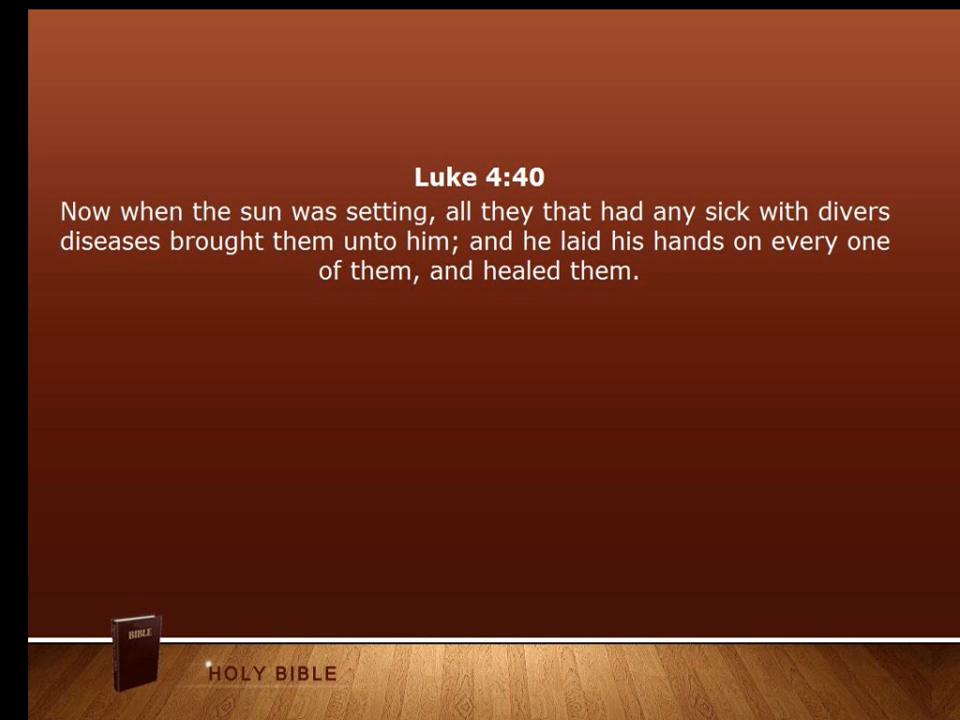 Luke 4:40
Now when the sun was setting, all they that had any sick with divers
diseases brought them unto him; and he laid his hands on every one
of them, and healed them.
BIBLE
HOLY BIBLE